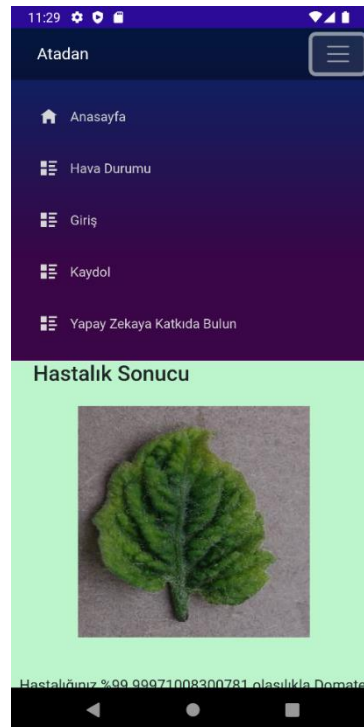 11:29
Atadan
Anasayfa
Hava Durumu
Giriş
Kaydol
Yapay Zekaya Katkıda Bulun
Hastalık Sonucu
Hastalığınız %99.99971008300781 olasılıkla Domate